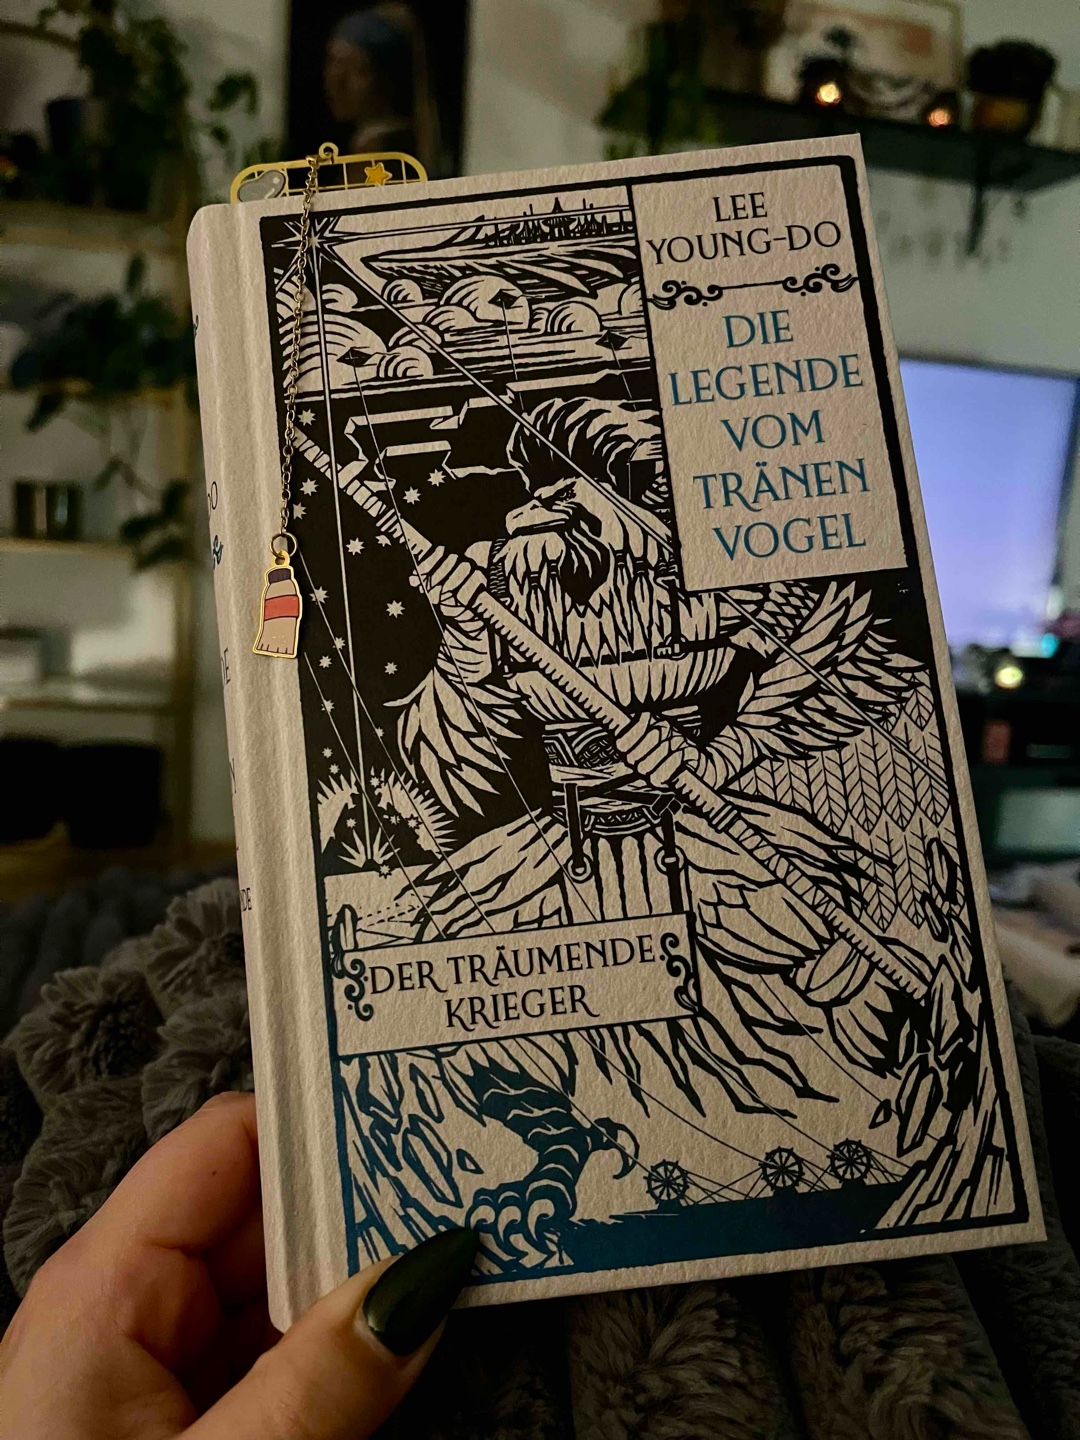 LEE
YOUNG-DO
DIE
LEGENDE
VOM
TRÄNEN
VOGEL
DER TRÄUMENDE
KRIEGER